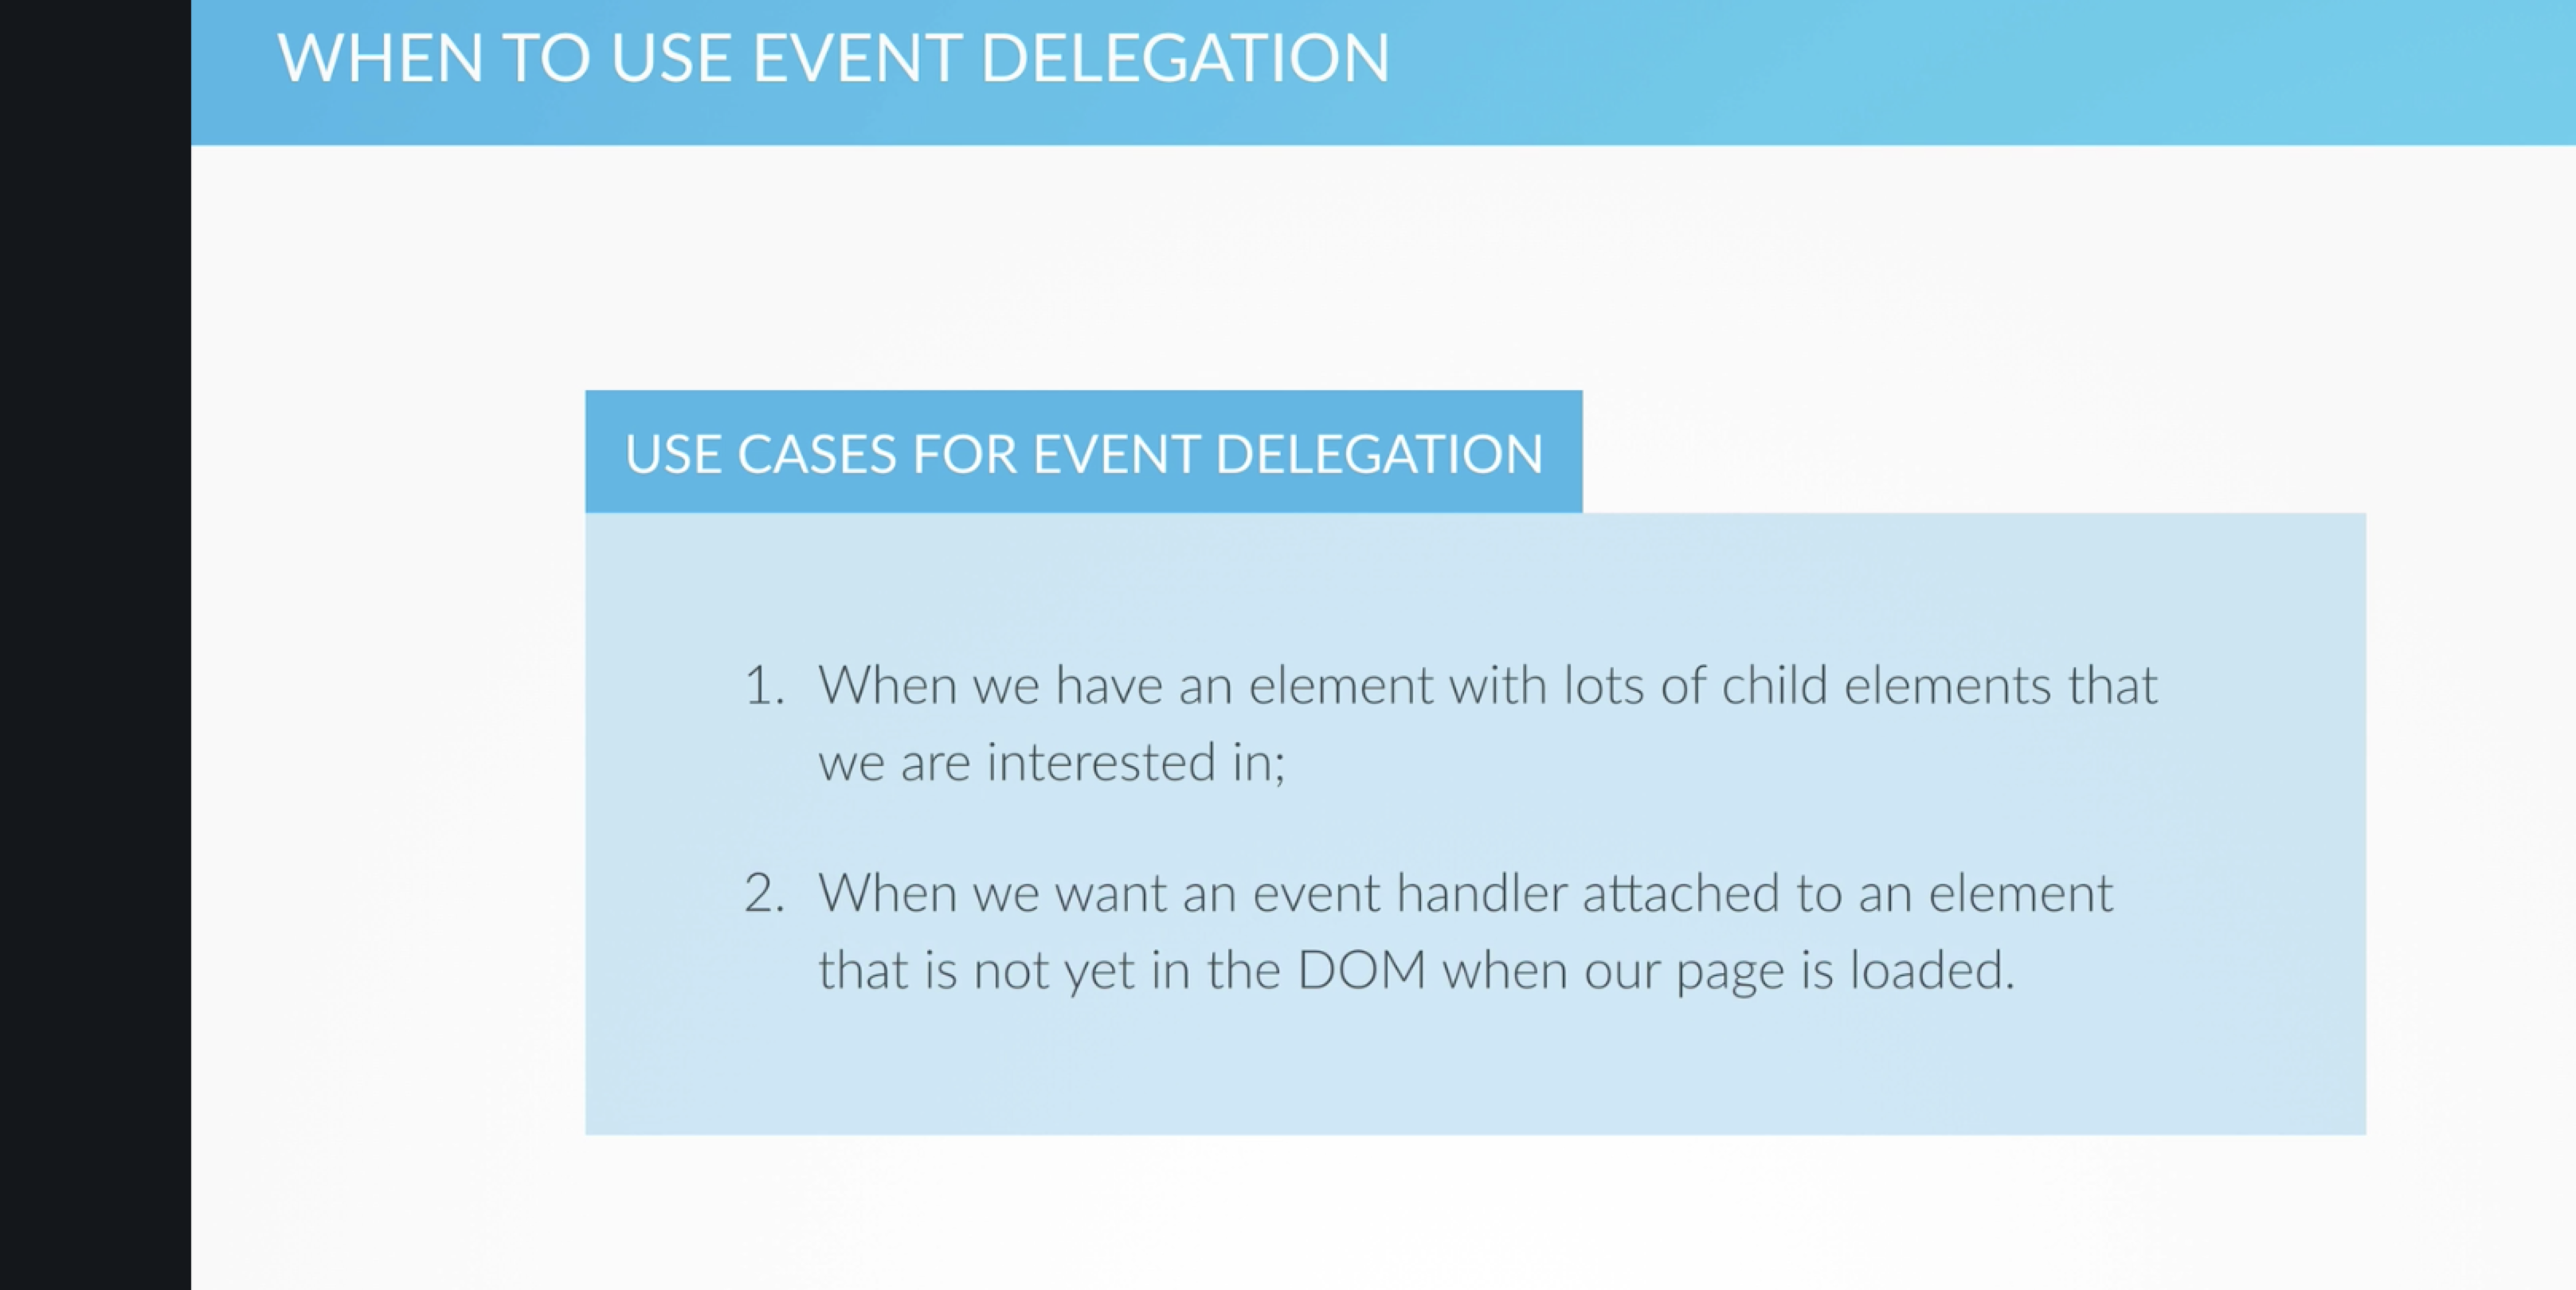 WHEN TO USE EVENT DELEGATION
USE CASES FOR EVENT DELEGATION
1. When we have an element with lots of child elements that
we are interested in;
2. When we want an event handler attached to an element
that is not yet in the DOM when our page is loaded.